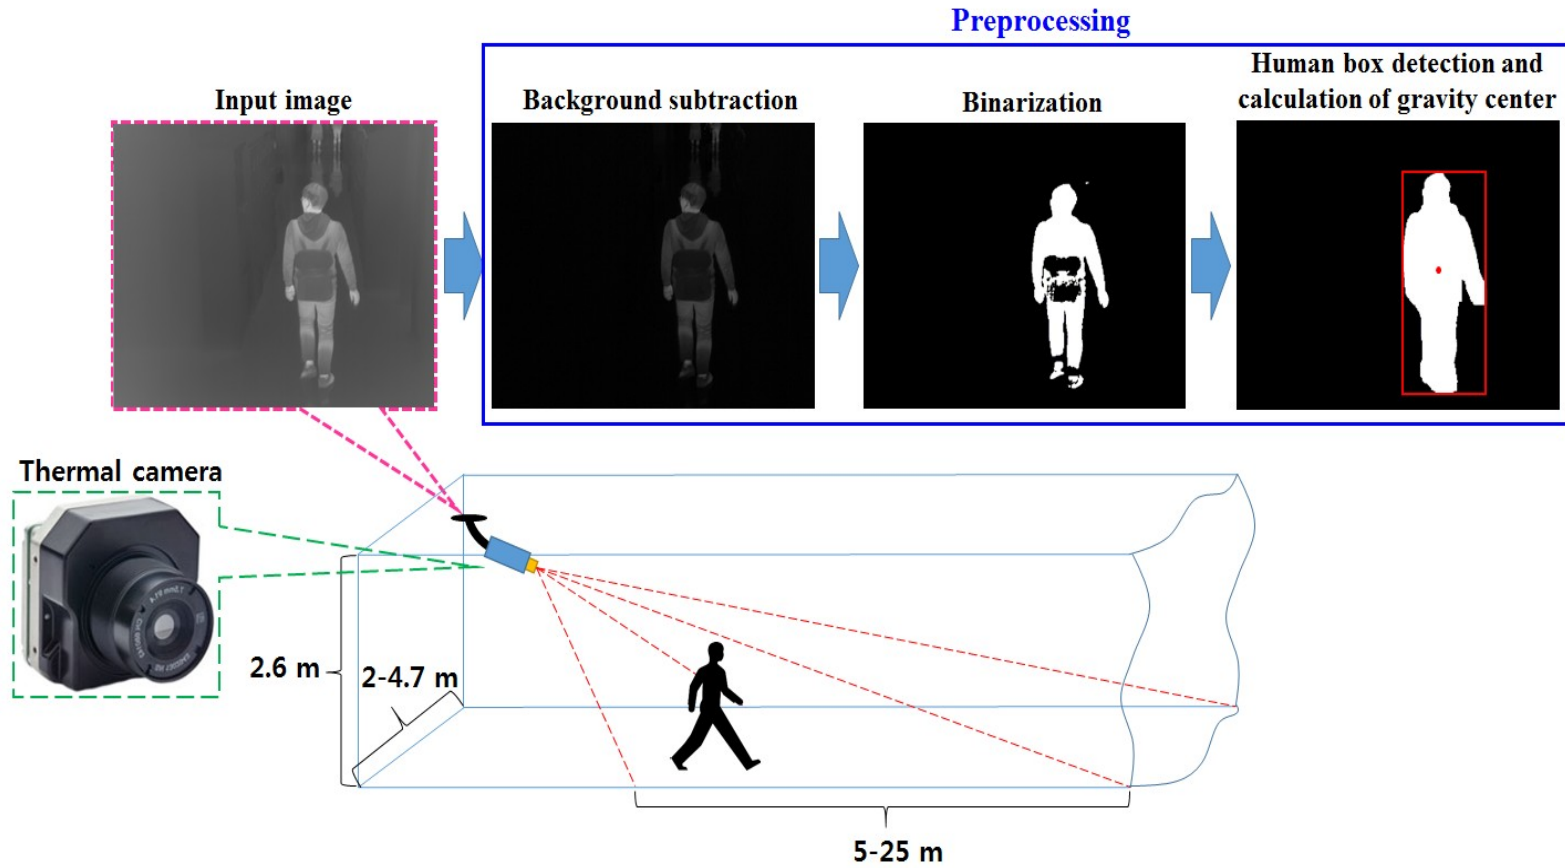 Preprocessing
Input image
Background subtraction
Binarization
Human box detection and
calculation of gravity center
Thermal camera
2.6 m
2-4.7 m
5-25 m